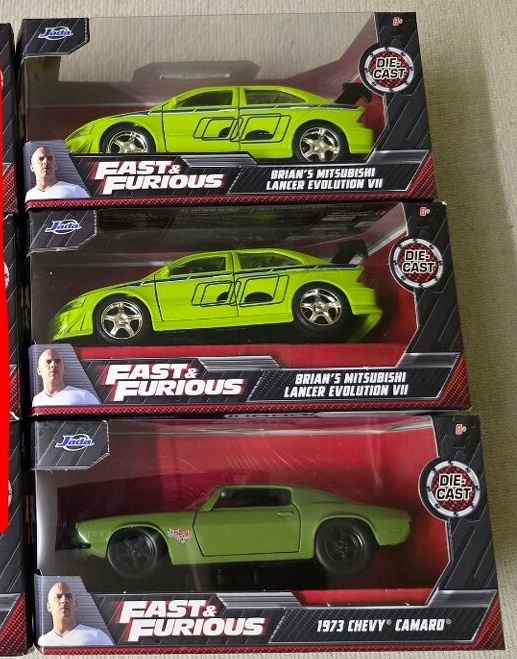 Jada
8+
DIE-
CAST
FAST &
FURIOUS
BRIAN'S MITSUBISHI
LANCER EVOLUTION VII
Jada
8+
DIE-
CAST
FAST &
FURIOUS
BRIAN'S MITSUBISHI
LANCER EVOLUTION VII
Jada
8+
DIE-
CAST
FAST &
FURIOUS
1973 CHEVY® CAMARO®